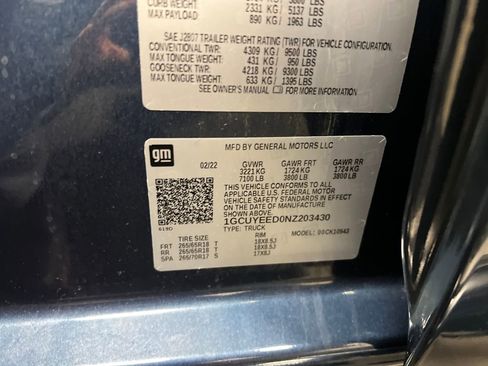 CURB WEIGHT: 2331 KG/ 5137 LBS
MAX PAYLOAD: 890 KG/ 1963 LBS
SAE J2807 TRAILER WEIGHT RATING (TWR) FOR VEHICLE CONFIGURATION.
CONVENTIONAL TWR: 4309 KG/ 9500 LBS
MAX TONGUE WEIGHT: 431 KG/ 950 LBS
GOOSENECK TWR: 4218 KG/ 9300 LBS
MAX TONGUE WEIGHT: 633 KG/ 1395 LBS
SEE OWNER'S MANUAL FOR MORE INFORMATION
gm
MFD BY GENERAL MOTORS LLC
02/22 GVWR GAWR FRT GAWR RR
3221 KG 1724 KG 1724 KG
7100 LB 3800 LB 3800 LB
THIS VEHICLE CONFORMS TO ALL
APPLICABLE U.S. FEDERAL MOTOR
VEHICLE SAFETY STANDARDS IN EFFECT
ON THE DATE OF MANUFACTURE SHOWN ABOVE.
1GCUYEED0NZ203430
TYPE: TRUCK
TIRE SIZE RIM
FRT 265/65R18 T 18X8.5J
RR 265/65R18 T 18X8.5J
SPA 265/70R17 S 17X8J